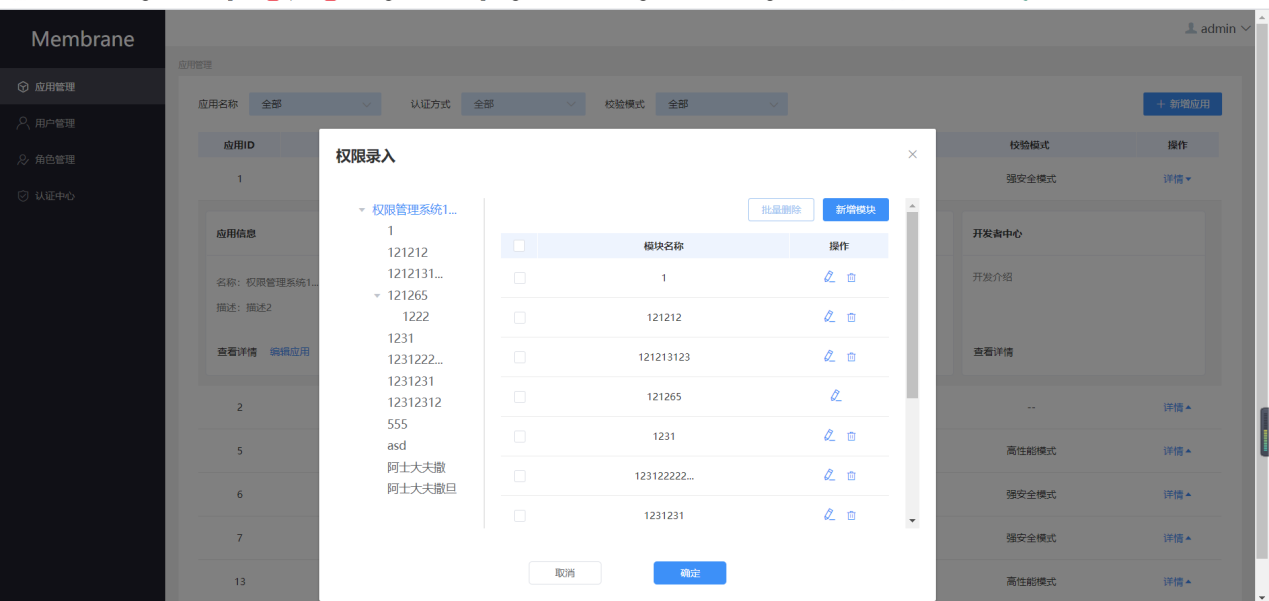 Membrane
admin
应用管理
应用管理
用户管理
角色管理
认证中心
应用名称 全部 认证方式 全部 校验模式 全部 + 新增应用
应用ID 校验模式 操作
1 强安全模式 详情
应用信息
名称：权限管理系统1...
描述：描述2
查看详情 编辑应用
开发者中心
开发介绍
查看详情
2 -- 详情
5 高性能模式 详情
6 强安全模式 详情
7 强安全模式 详情
13 高性能模式 详情
权限录入
权限管理系统1...
1
121212
1212131...
121265
1222
1231
1231222...
1231231
12312312
555
asd
阿士大夫撒
阿士大夫撒旦
批量删除 新增模块
模块名称 操作
1
121212
121213123
121265
1231
123122222...
1231231
取消 确定